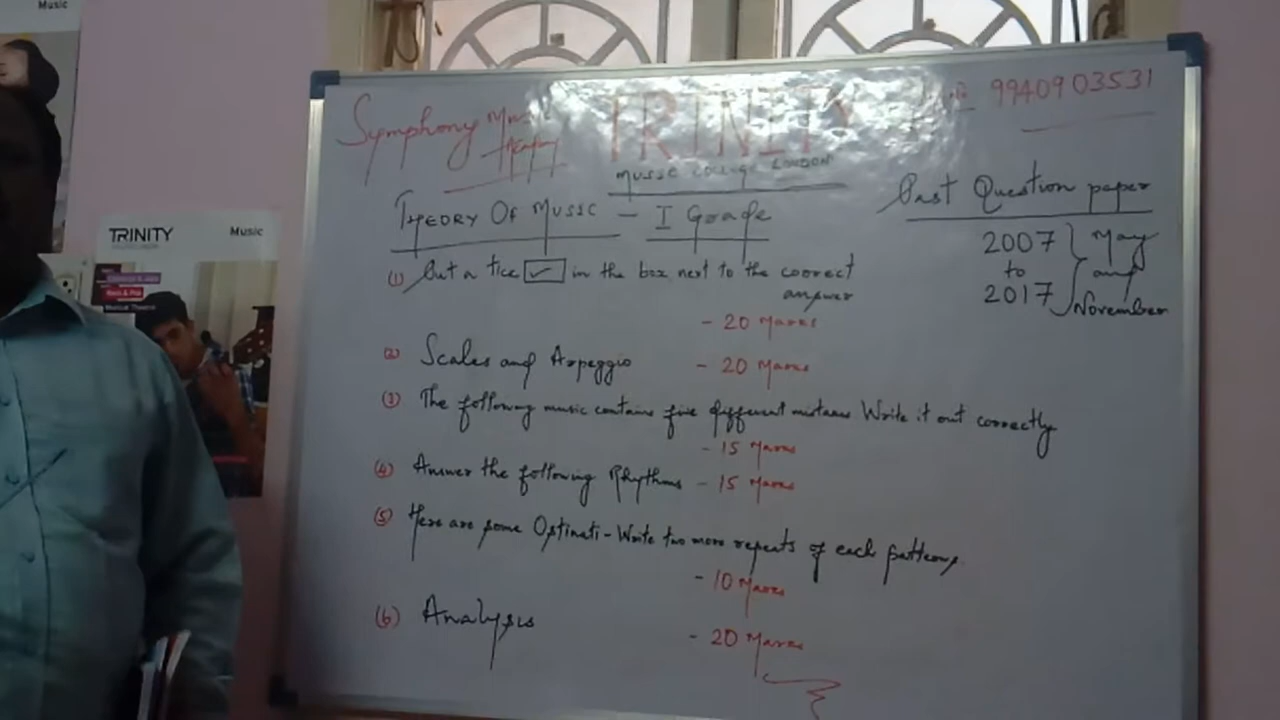 Music
TRINITY
Music
Symphony Music
TRINITY
99409 03531
MUSIC COLLEGE LONDON
THEORY OF MUSIC - I Grade
Past Question paper
2007
to
2017
May
and
November
(1) Put a tick ✓ in the box next to the correct
answer
- 20 Marks
(2) Scales and Arpeggio - 20 Marks
(3) The following music contains five different mistakes Write it out correctly
- 15 Marks
(4) Answer the following Rhythms - 15 Marks
(5) Here are some Ostinati - Write two more repeats of each pattern
- 10 Marks
(6) Analysis
- 20 Marks